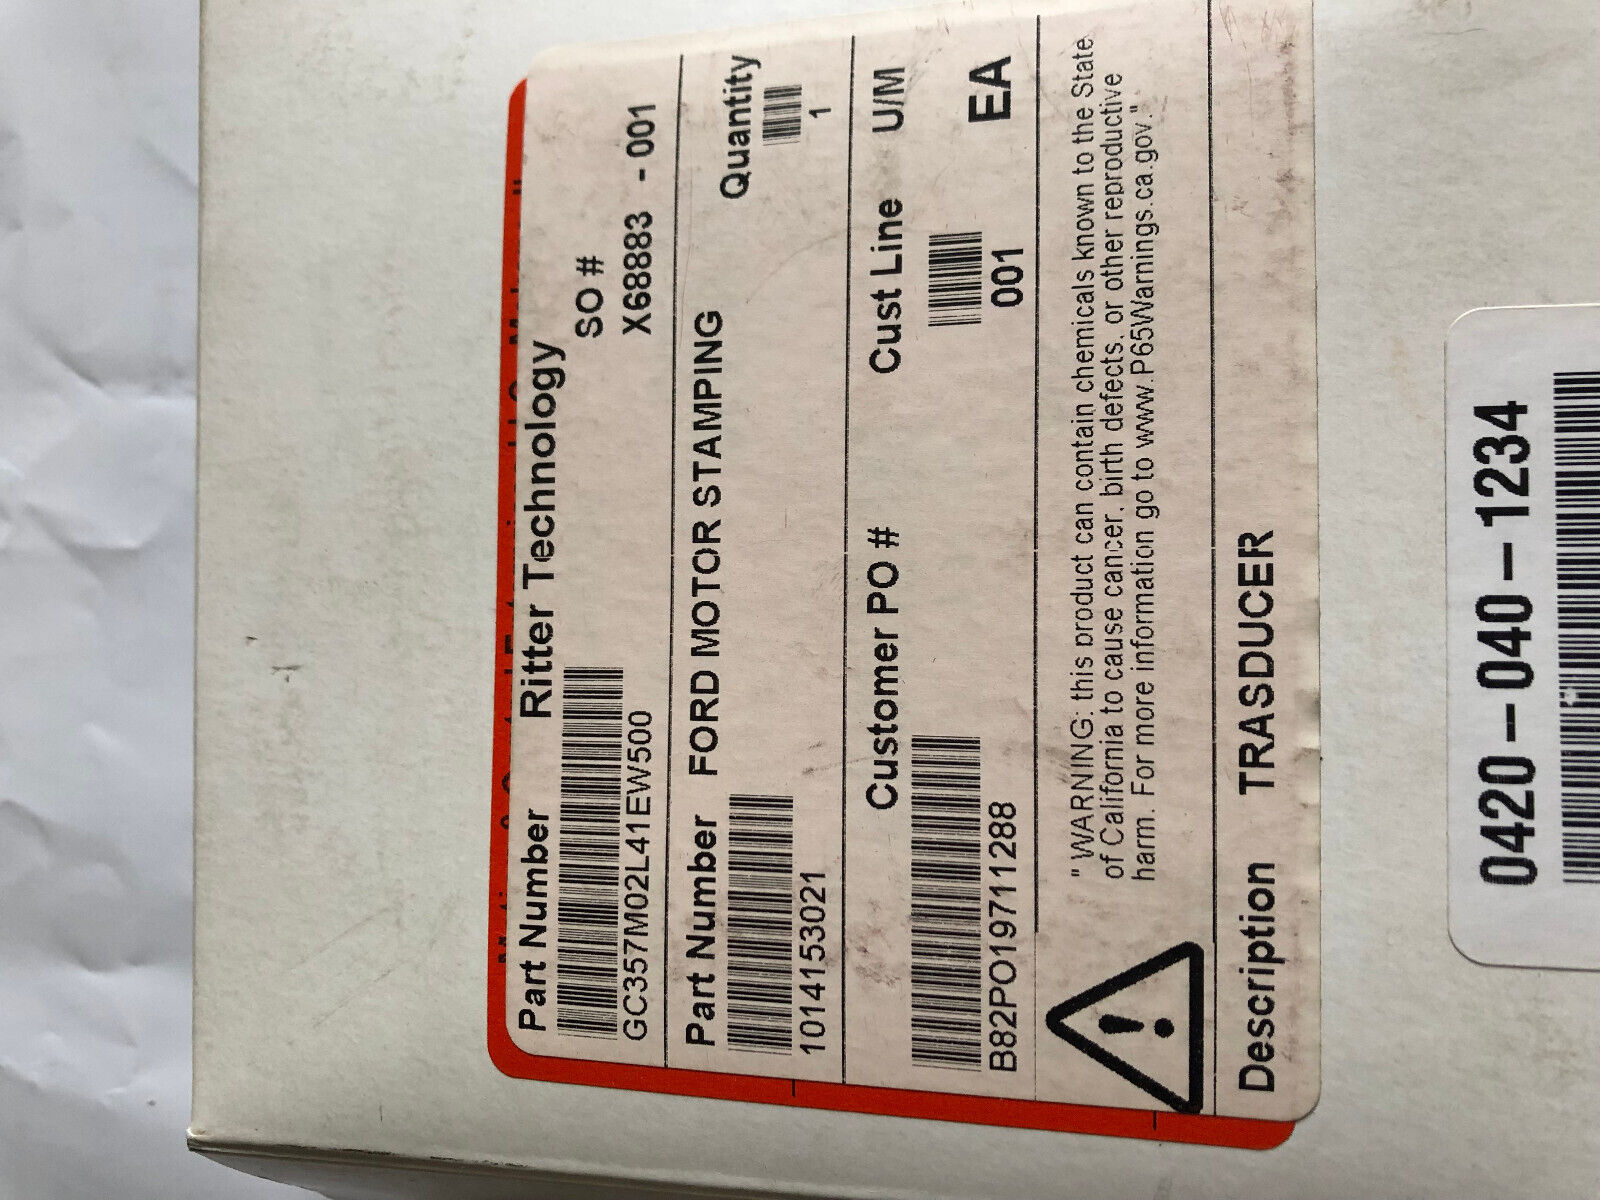 Part Number Ritter Technology
SO #
GC357M02L41EW500 X68883 - 001
Part Number FORD MOTOR STAMPING Quantity
1014153021 1
Customer PO # Cust Line U/M
B82PO19711288 001 EA
"WARNING: this product can contain chemicals known to the State
of California to cause cancer, birth defects, or other reproductive
harm. For more information go to www.P65Warnings.ca.gov."
Description TRASDUCER
0420-040-1234